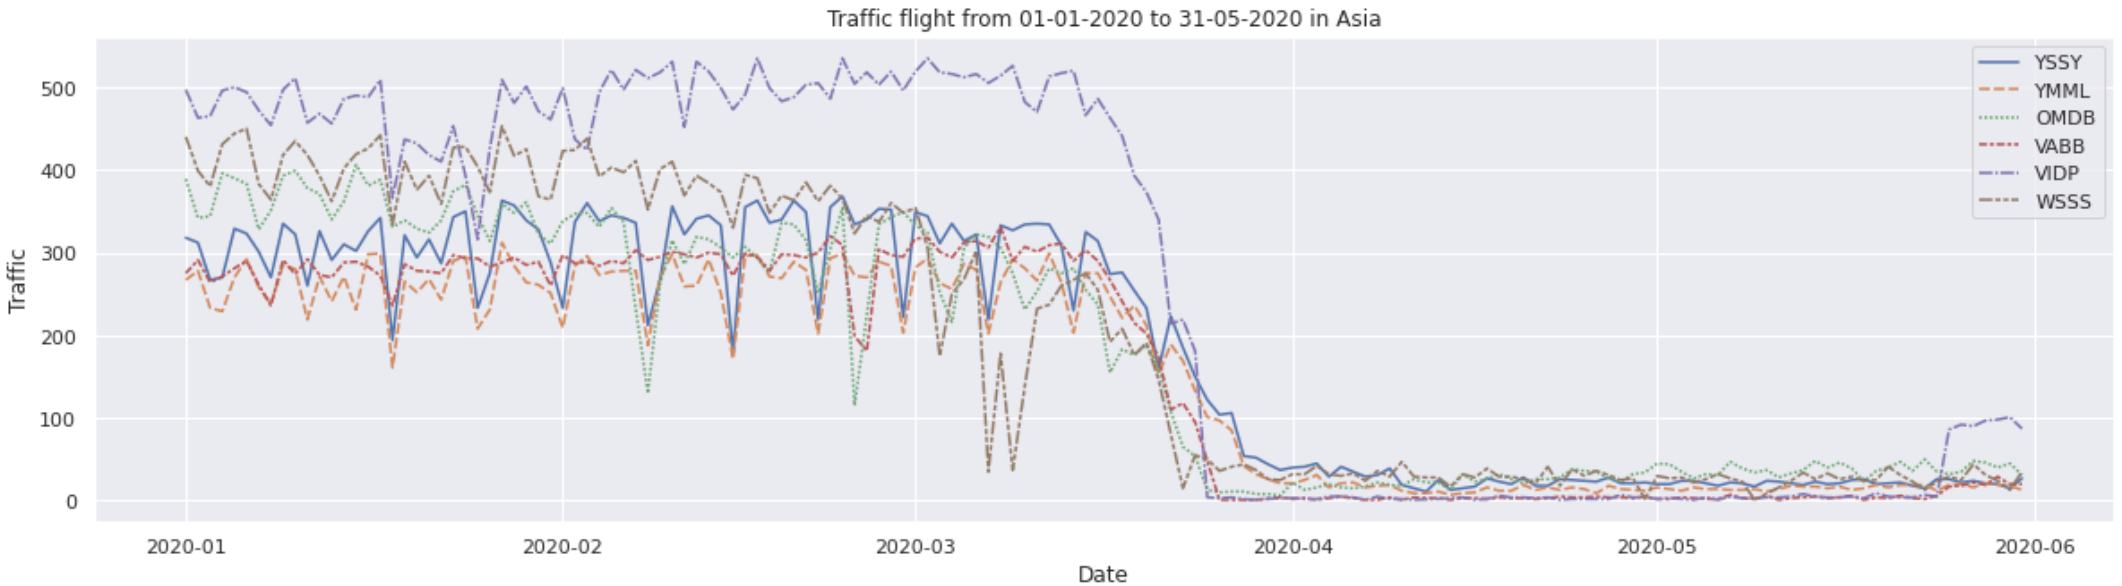 Traffic flight from 01-01-2020 to 31-05-2020 in Asia
YSSY
YMML
OMDB
VABB
VIDP
WSSS
500
400
300
200
100
0
Traffic
2020-01 2020-02 2020-03 2020-04 2020-05 2020-06
Date